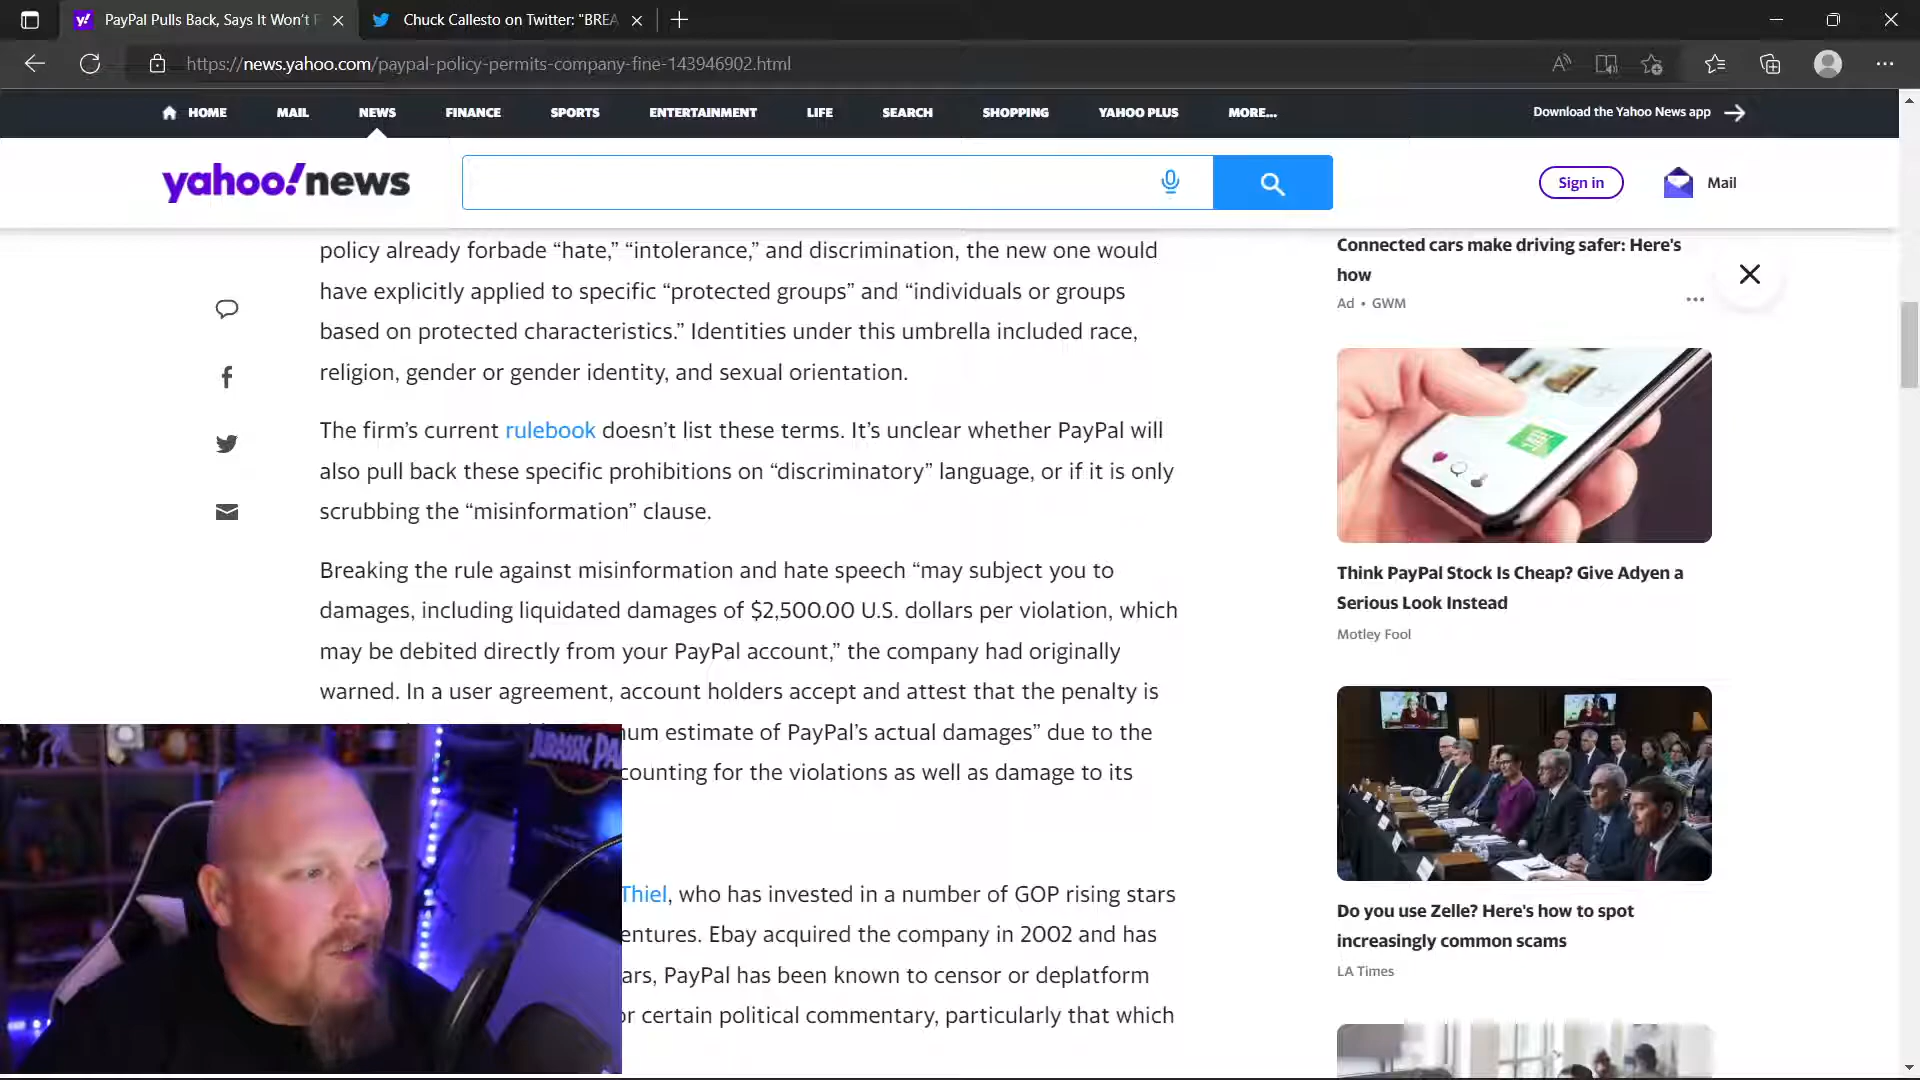 PayPal Pulls Back, Says It Won't F
Chuck Callesto on Twitter: "BREA
https://news.yahoo.com/paypal-policy-permits-company-fine-143946902.html
HOME MAIL NEWS FINANCE SPORTS ENTERTAINMENT LIFE SEARCH SHOPPING YAHOO PLUS MORE...
Download the Yahoo News app
yahoo!news
Sign in
Mail
policy already forbade “hate,” “intolerance,” and discrimination, the new one would
have explicitly applied to specific “protected groups” and “individuals or groups
based on protected characteristics.” Identities under this umbrella included race,
religion, gender or gender identity, and sexual orientation.
The firm’s current rulebook doesn’t list these terms. It’s unclear whether PayPal will
also pull back these specific prohibitions on “discriminatory” language, or if it is only
scrubbing the “misinformation” clause.
Breaking the rule against misinformation and hate speech “may subject you to
damages, including liquidated damages of $2,500.00 U.S. dollars per violation, which
may be debited directly from your PayPal account,” the company had originally
warned. In a user agreement, account holders accept and attest that the penalty is
num estimate of PayPal’s actual damages” due to the
counting for the violations as well as damage to its
Thiel, who has invested in a number of GOP rising stars
entures. Ebay acquired the company in 2002 and has
ars, PayPal has been known to censor or deplatform
or certain political commentary, particularly that which
JURASSIC PA
Connected cars make driving safer: Here's
how
Ad • GWM
Think PayPal Stock Is Cheap? Give Adyen a
Serious Look Instead
Motley Fool
Do you use Zelle? Here's how to spot
increasingly common scams
LA Times